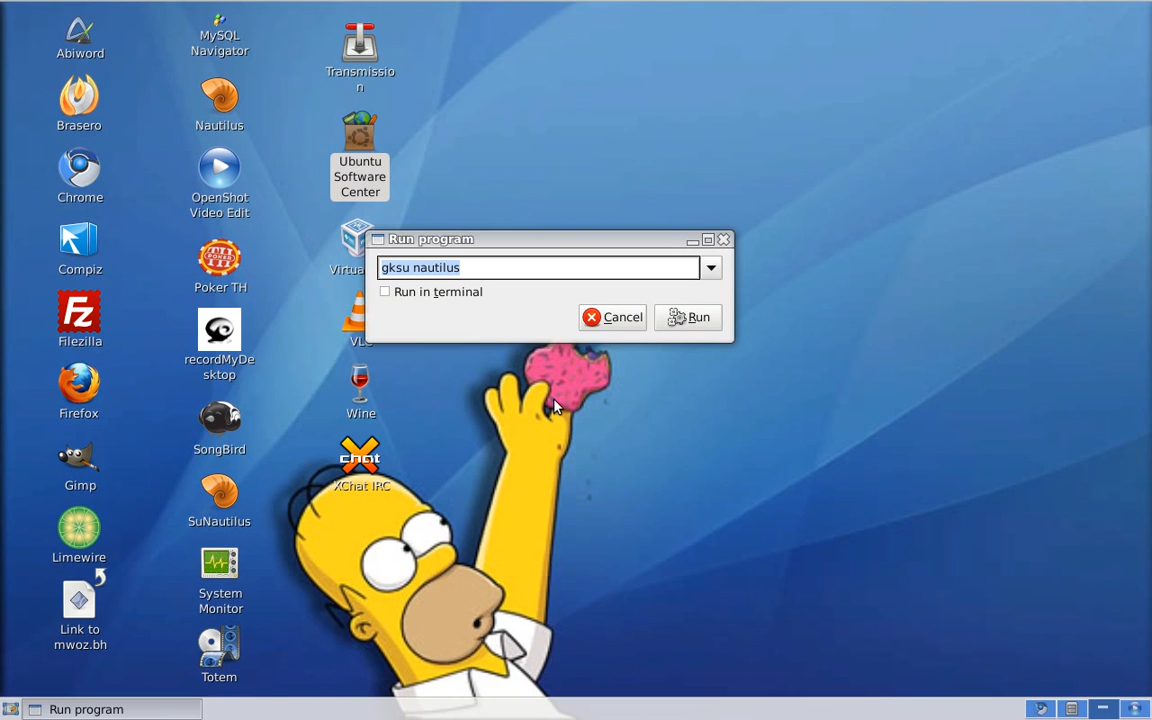 Abiword
Brasero
Chrome
Compiz
Filezilla
Firefox
Gimp
Limewire
Link to
mwoz.bh
MySQL
Navigator
Nautilus
OpenShot
Video Edit
Poker TH
recordMyDe
sktop
SongBird
SuNautilus
System
Monitor
Totem
Transmissio
n
Ubuntu
Software
Center
Virtua
VL
Wine
chat
XChat IRC
Run program
gksu nautilus
Run in terminal
Cancel
Run
Run program